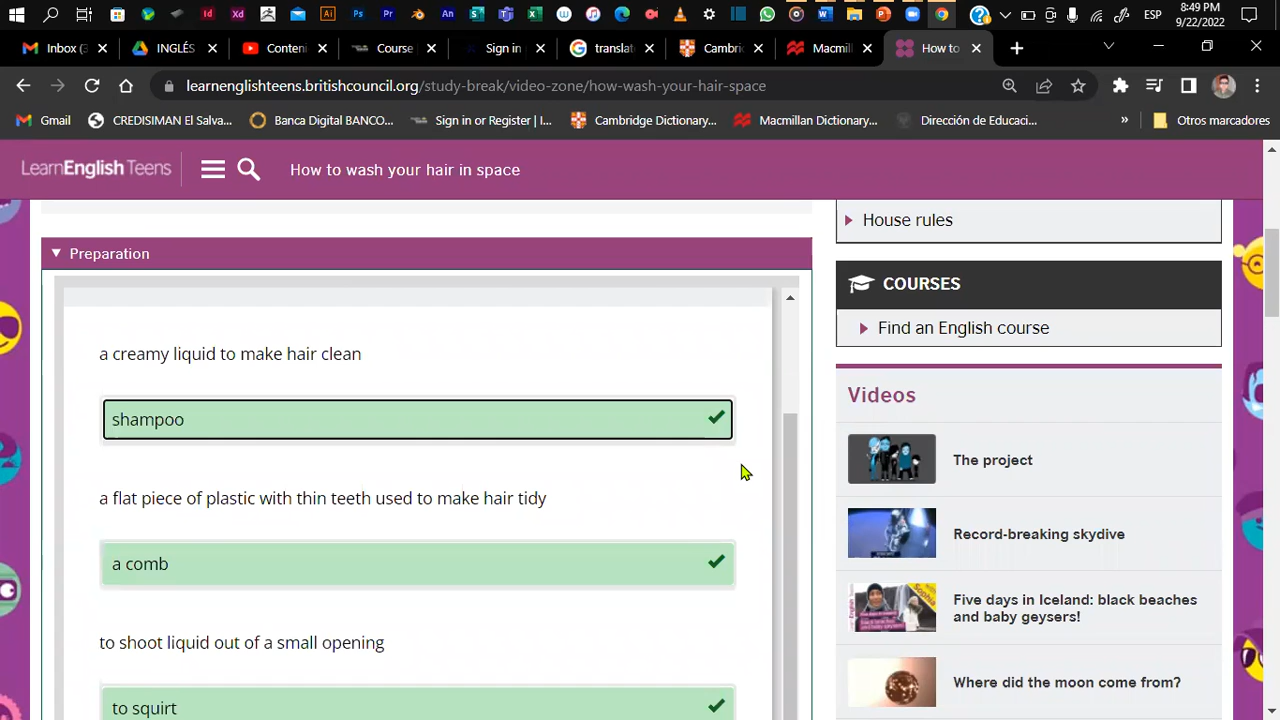 8:49 PM
ESP
9/22/2022
Inbox (3
INGLÉS
Conteni
Course
Sign in
translat
Cambri
Macmill
How to
learnenglishteens.britishcouncil.org/study-break/video-zone/how-wash-your-hair-space
Gmail
CREDISIMAN El Salva...
Banca Digital BANCO...
Sign in or Register | I...
Cambridge Dictionary...
Macmillan Dictionary...
Dirección de Educaci...
»
Otros marcadores
LearnEnglish Teens
How to wash your hair in space
House rules
Preparation
COURSES
Find an English course
a creamy liquid to make hair clean
shampoo
a flat piece of plastic with thin teeth used to make hair tidy
a comb
to shoot liquid out of a small opening
to squirt
Videos
The project
Record-breaking skydive
Five days in Iceland: black beaches
and baby geysers!
Where did the moon come from?